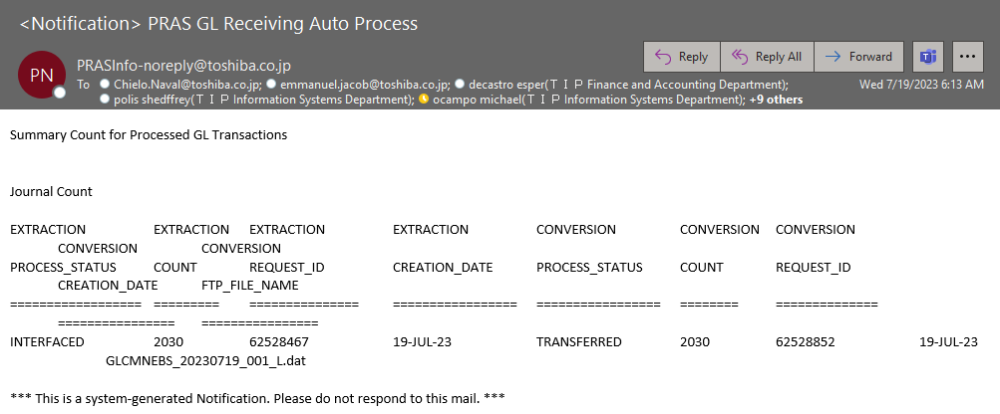 <Notification> PRAS GL Receiving Auto Process
Reply
Reply All
Forward
PN
PRASInfo-noreply@toshiba.co.jp
To Chielo.Naval@toshiba.co.jp; emmanuel.jacob@toshiba.co.jp; decastro esper(ＴＩＰ Finance and Accounting Department);
Wed 7/19/2023 6:13 AM
polis shedffrey(ＴＩＰ Information Systems Department); ocampo michael(ＴＩＰ Information Systems Department); +9 others
Summary Count for Processed GL Transactions
Journal Count
EXTRACTION EXTRACTION EXTRACTION EXTRACTION CONVERSION CONVERSION CONVERSION
CONVERSION CONVERSION
PROCESS_STATUS COUNT REQUEST_ID CREATION_DATE PROCESS_STATUS COUNT REQUEST_ID
CREATION_DATE FTP_FILE_NAME
================== ========= =============== ================= ================= ======== ==============
================ ================
INTERFACED 2030 62528467 19-JUL-23 TRANSFERRED 2030 62528852 19-JUL-23
GLCMNEBS_20230719_001_L.dat
*** This is a system-generated Notification. Please do not respond to this mail. ***